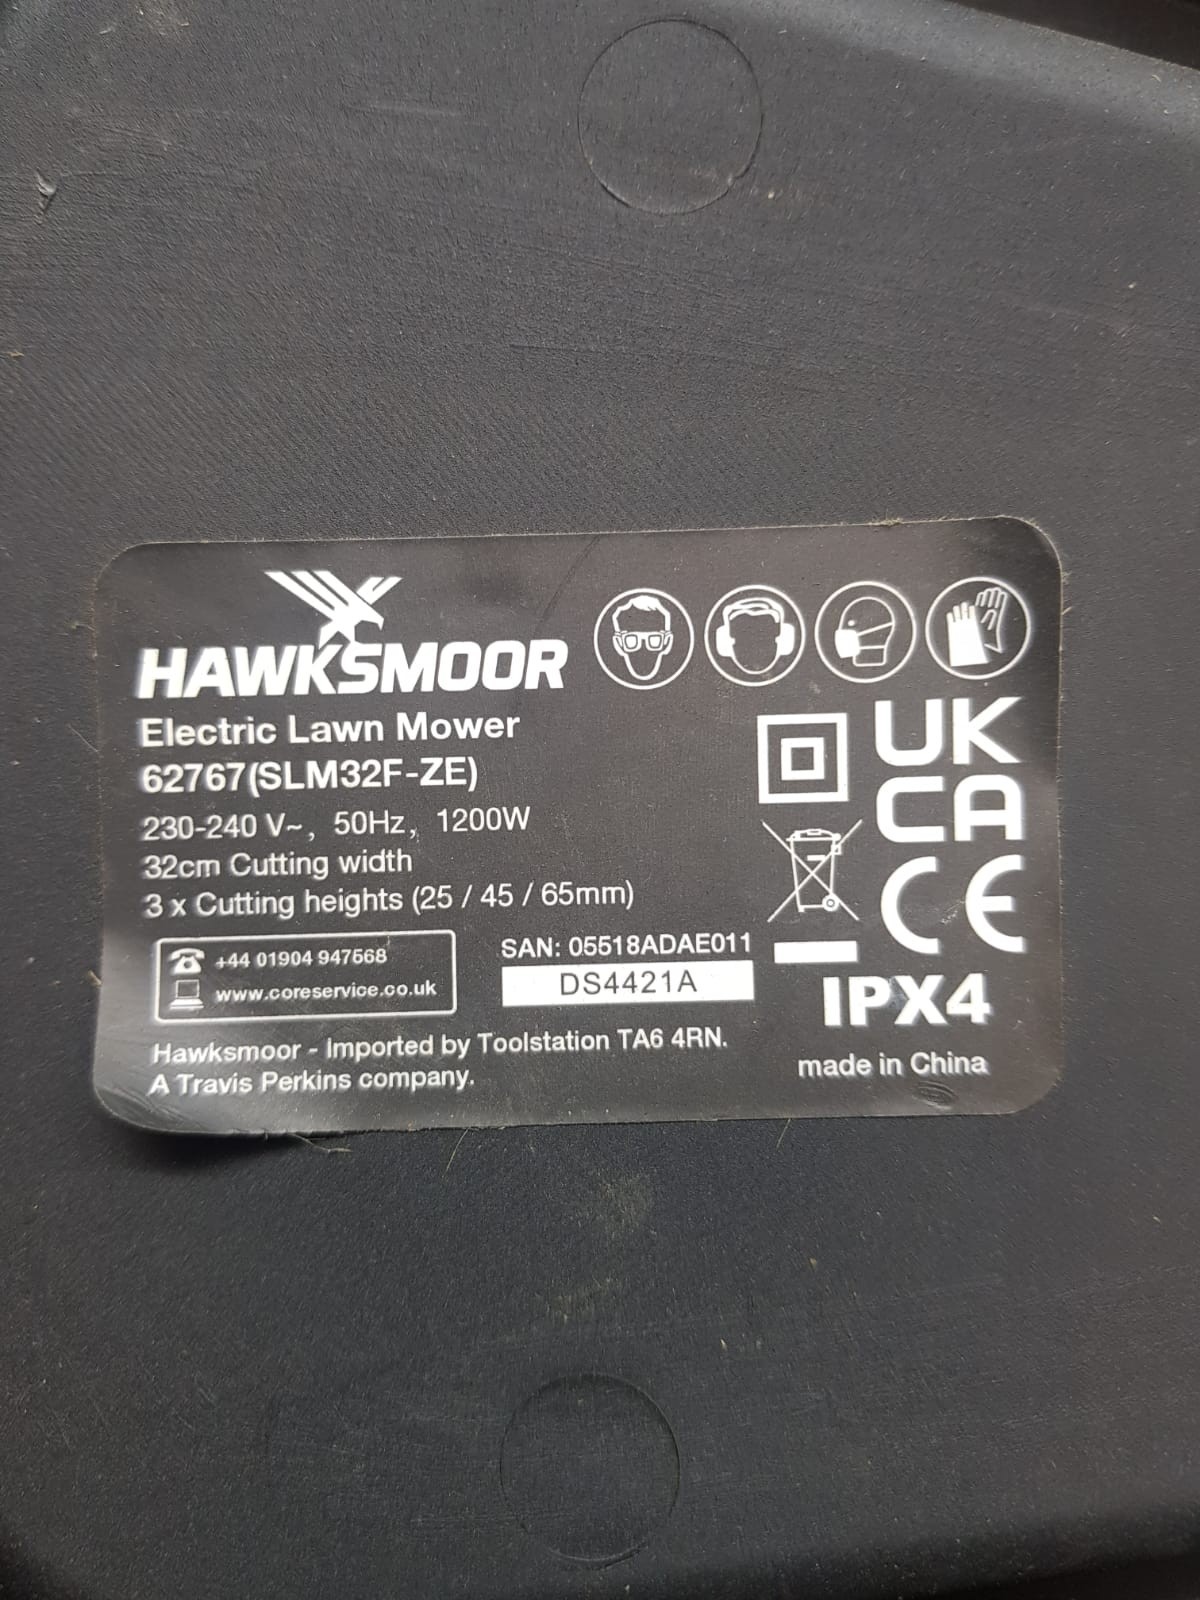 HAWKSMOOR
Electric Lawn Mower
62767(SLM32F-ZE)
230-240 V~, 50Hz, 1200W
32cm Cutting width
3 x Cutting heights (25 / 45 / 65mm)
+44 01904 947568
www.coreservice.co.uk
SAN: 05518ADAE011
DS4421A
Hawksmoor - Imported by Toolstation TA6 4RN.
A Travis Perkins company.
UK
CA
CE
IPX4
made in China